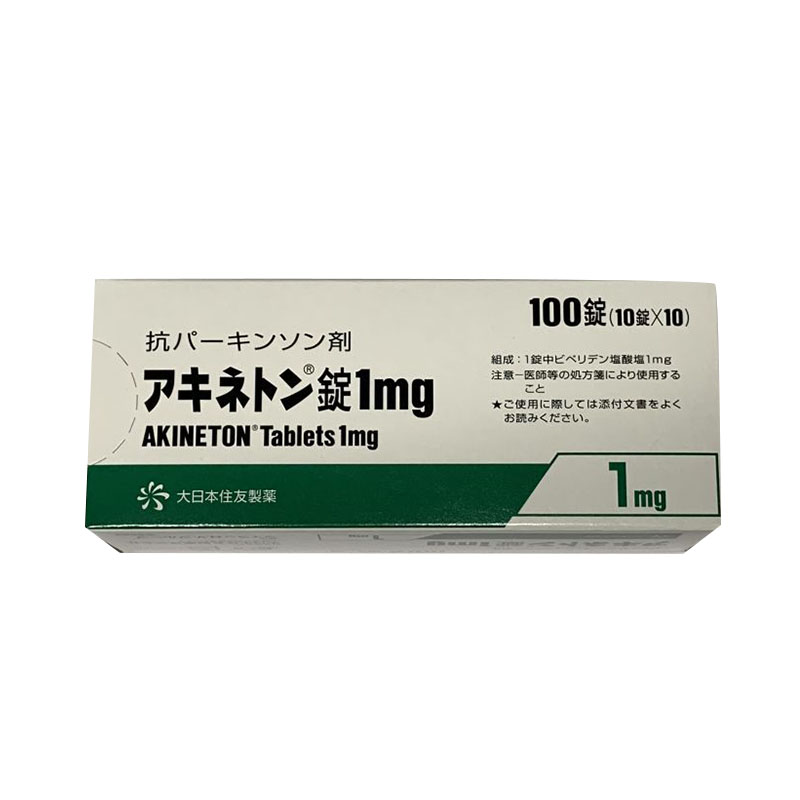 100錠(10錠×10)
抗パーキンソン剤
アキネトン®錠1mg
AKINETON® Tablets 1mg
組成：1錠中ビペリデン塩酸塩1mg
注意－医師等の処方箋により使用する
こと
★ご使用に際しては添付文書をよく
お読みください。
大日本住友製薬
1mg